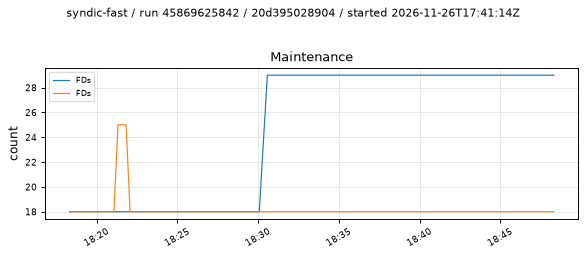 syndic-fast / run 45869625842 / 20d395028904 / started 2026-11-26T17:41:14Z
Maintenance
FDs
FDs
count
28
26
24
22
20
18
18:20
18:25
18:30
18:35
18:40
18:45